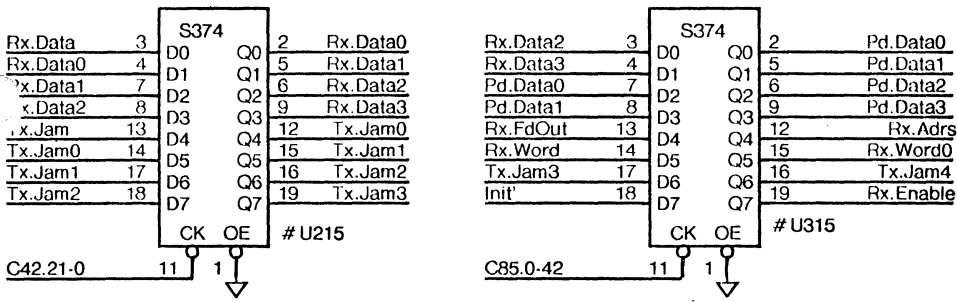 S374
Rx.Data 3 D0 Q0 2 Rx.Data0
Rx.Data0 4 D1 Q1 5 Rx.Data1
Rx.Data1 7 D2 Q2 6 Rx.Data2
Rx.Data2 8 D3 Q3 9 Rx.Data3
Tx.Jam 13 D4 Q4 12 Tx.Jam0
Tx.Jam0 14 D5 Q5 15 Tx.Jam1
Tx.Jam1 17 D6 Q6 16 Tx.Jam2
Tx.Jam2 18 D7 Q7 19 Tx.Jam3
CK OE # U215
C42.21-0 11 1
S374
Rx.Data2 3 D0 Q0 2 Pd.Data0
Rx.Data3 4 D1 Q1 5 Pd.Data1
Pd.Data0 7 D2 Q2 6 Pd.Data2
Pd.Data1 8 D3 Q3 9 Pd.Data3
Rx.FdOut 13 D4 Q4 12 Rx.Adrs
Rx.Word 14 D5 Q5 15 Rx.Word0
Tx.Jam3 17 D6 Q6 16 Tx.Jam4
Init' 18 D7 Q7 19 Rx.Enable
CK OE # U315
C85.0-42 11 1